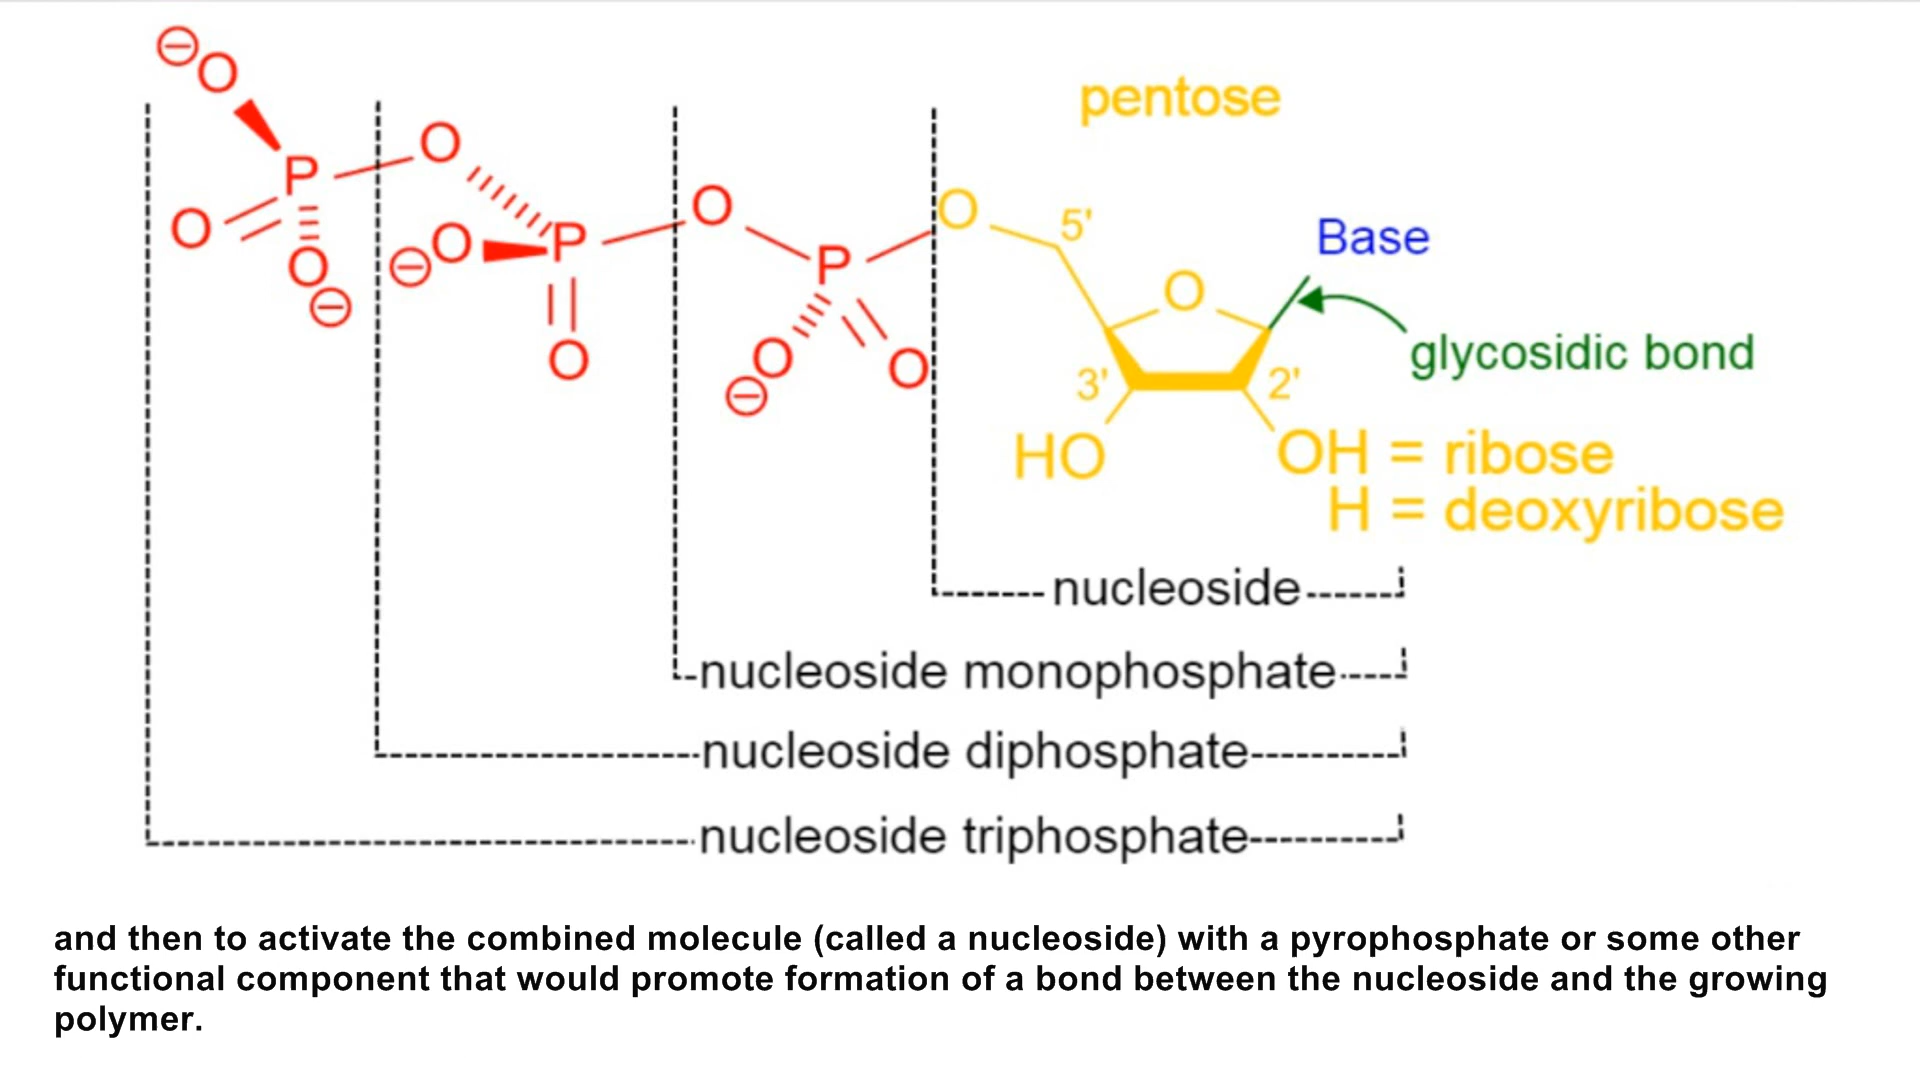 ⊖O
P
O
O
⊖
O
⊖O
P
O
O
P
O
⊖
O
pentose
O
5'
O
Base
glycosidic bond
3'
2'
HO
OH = ribose
H = deoxyribose
nucleoside
nucleoside monophosphate
nucleoside diphosphate
nucleoside triphosphate
and then to activate the combined molecule (called a nucleoside) with a pyrophosphate or some other
functional component that would promote formation of a bond between the nucleoside and the growing
polymer.